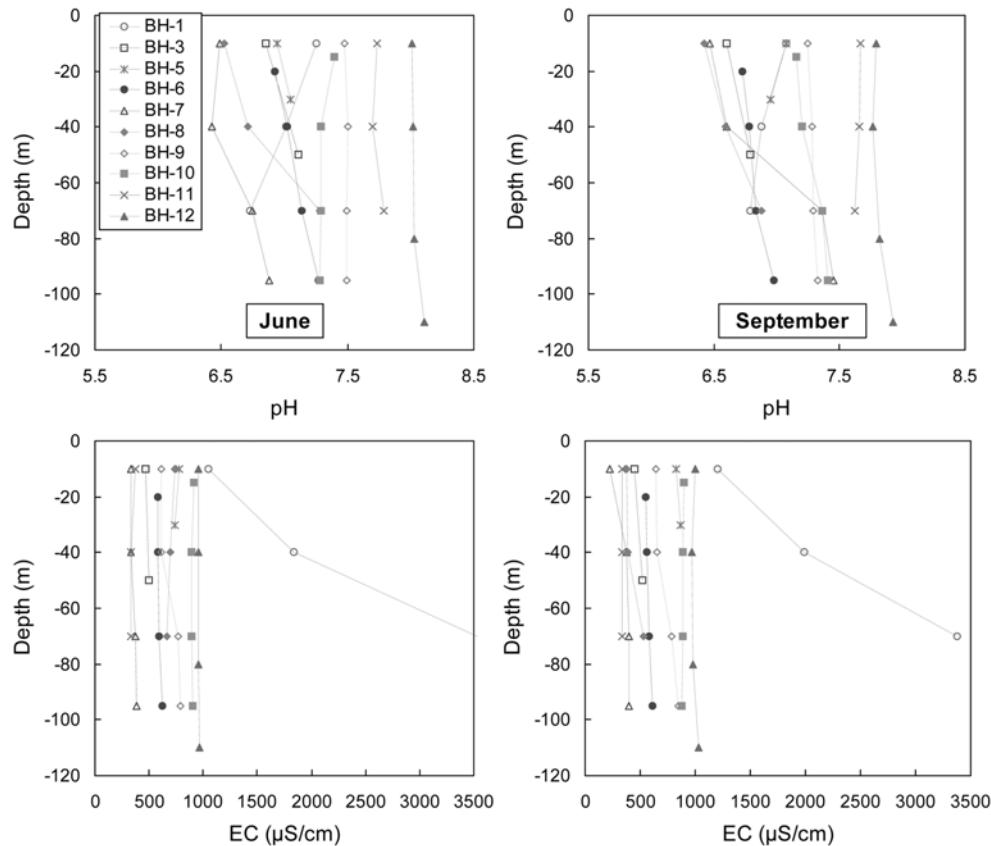 0
-20
-40
-60
-80
-100
-120
Depth (m)
BH-1
BH-3
BH-5
BH-6
BH-7
BH-8
BH-9
BH-10
BH-11
BH-12
June
5.5 6.5 7.5 8.5
pH
0
-20
-40
-60
-80
-100
-120
Depth (m)
September
5.5 6.5 7.5 8.5
pH
0
-20
-40
-60
-80
-100
-120
Depth (m)
0 500 1000 1500 2000 2500 3000 3500
EC (µS/cm)
0
-20
-40
-60
-80
-100
-120
Depth (m)
0 500 1000 1500 2000 2500 3000 3500
EC (µS/cm)